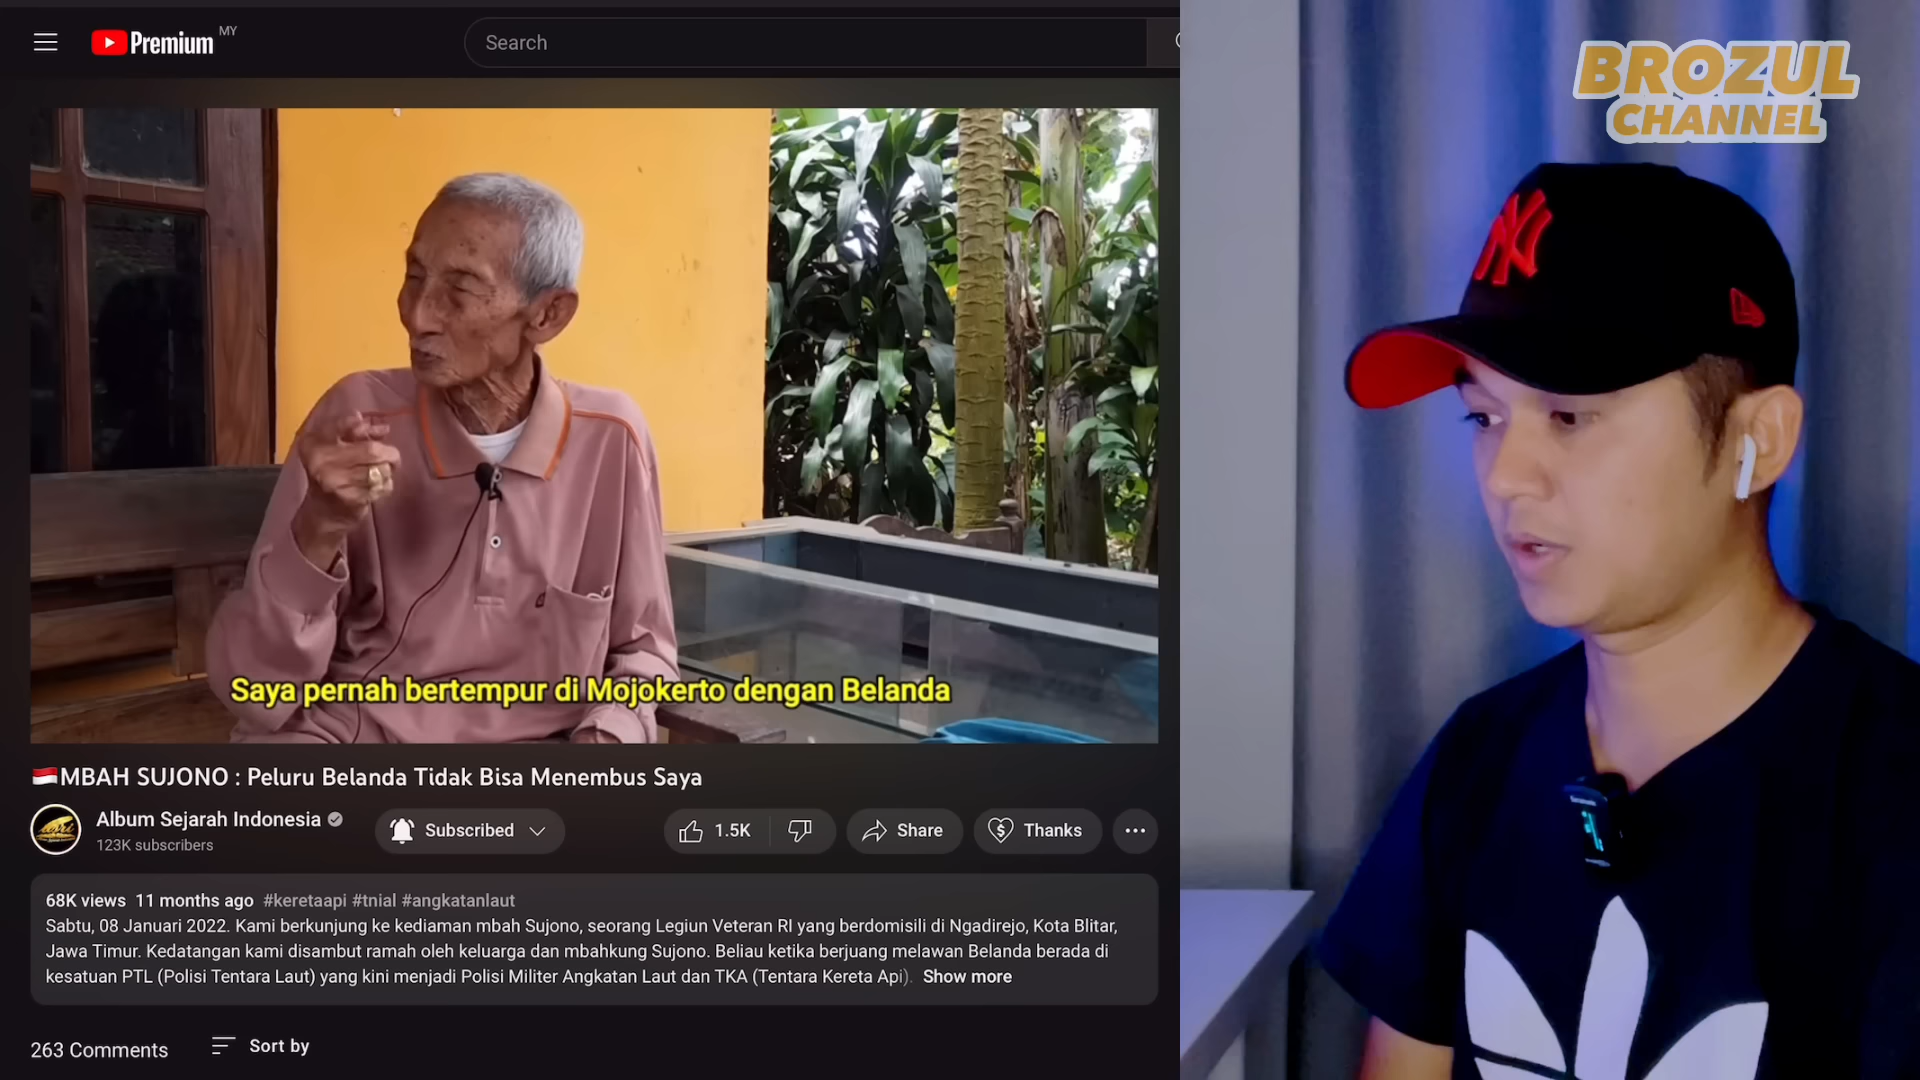 Premium MY
Search
BROZUL
CHANNEL
NY
Saya pernah bertempur di Mojokerto dengan Belanda
MBAH SUJONO : Peluru Belanda Tidak Bisa Menembus Saya
Album Sejarah Indonesia
123K subscribers
Subscribed
1.5K
Share
Thanks
68K views 11 months ago #keretaapi #tnial #angkatanlaut
Sabtu, 08 Januari 2022. Kami berkunjung ke kediaman mbah Sujono, seorang Legiun Veteran RI yang berdomisili di Ngadirejo, Kota Blitar,
Jawa Timur. Kedatangan kami disambut ramah oleh keluarga dan mbahkung Sujono. Beliau ketika berjuang melawan Belanda berada di
kesatuan PTL (Polisi Tentara Laut) yang kini menjadi Polisi Militer Angkatan Laut dan TKA (Tentara Kereta Api). Show more
263 Comments
Sort by